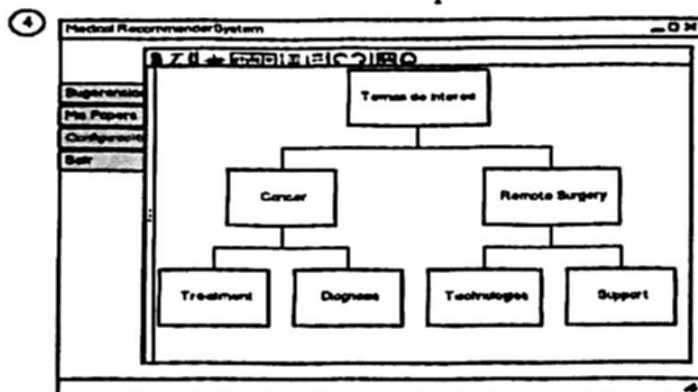 4
Medical RecommenderSystem
Sugerencias
Mis Papers
Configuració
Salir
Temas de interes
Cancer
Remote Surgery
Treatment
Diagnosis
Technologies
Support